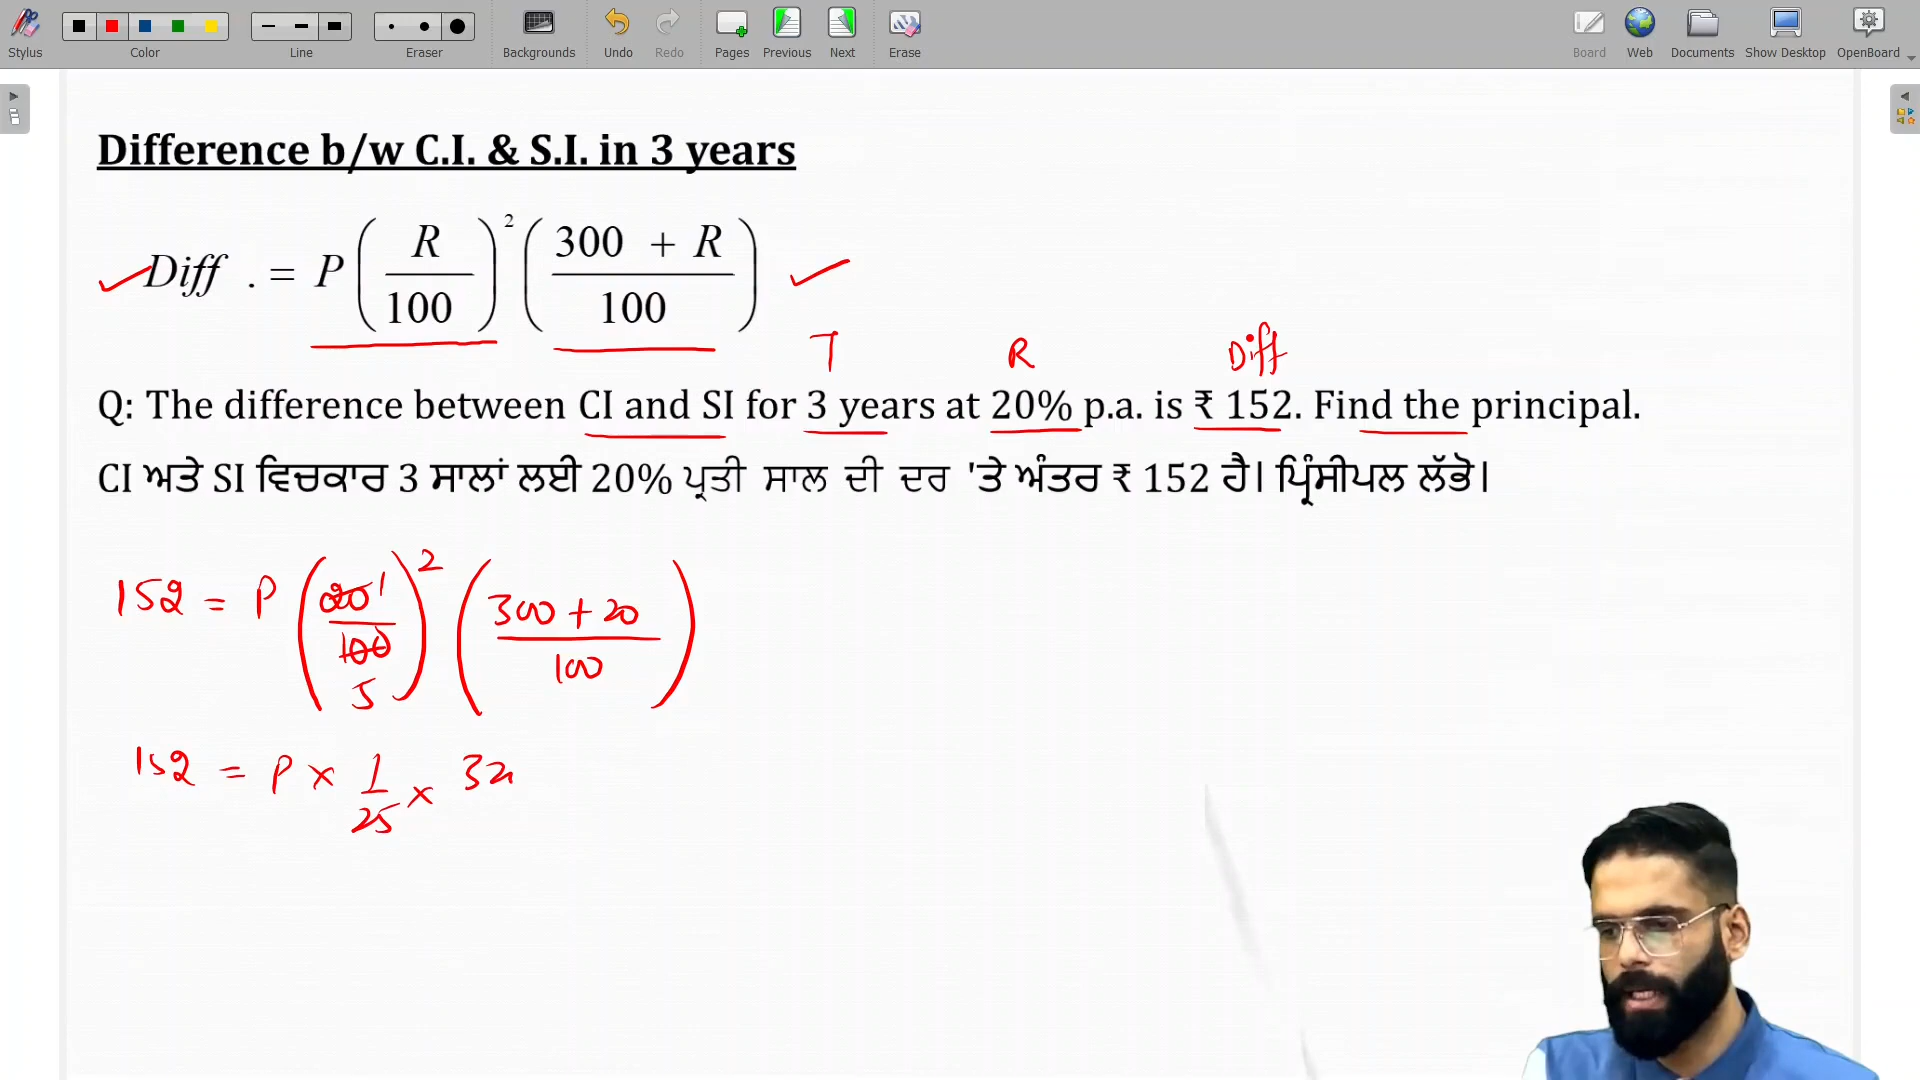 Stylus Color Line Eraser Backgrounds Undo Redo Pages Previous Next Erase Board Web Documents Show Desktop OpenBoard
Difference b/w C.I. & S.I. in 3 years
Diff . = P (R/100)² (300 + R/100)
T R Diff
Q: The difference between CI and SI for 3 years at 20% p.a. is ₹ 152. Find the principal.
CI ਅਤੇ SI ਵਿਚਕਾਰ 3 ਸਾਲਾਂ ਲਈ 20% ਪ੍ਰਤੀ ਸਾਲ ਦੀ ਦਰ 'ਤੇ ਅੰਤਰ ₹ 152 ਹੈ। ਪ੍ਰਿੰਸੀਪਲ ਲੱਭੋ।
152 = P (20 1/100 5)² (300 + 20/100)
152 = P × 1/25 × 32